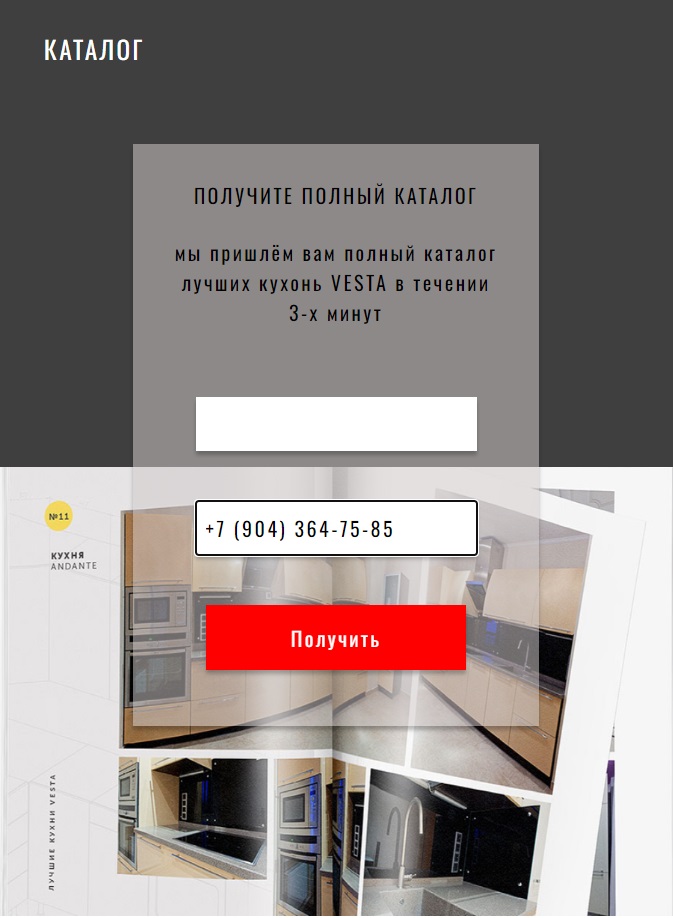 КАТАЛОГ
ПОЛУЧИТЕ ПОЛНЫЙ КАТАЛОГ
мы пришлём вам полный каталог
лучших кухонь VESTA в течении
3-х минут
№11
КУХНЯ
ANDANTE
+7 (904) 364-75-85
Получить
ЛУЧШИЕ КУХНИ VESTA